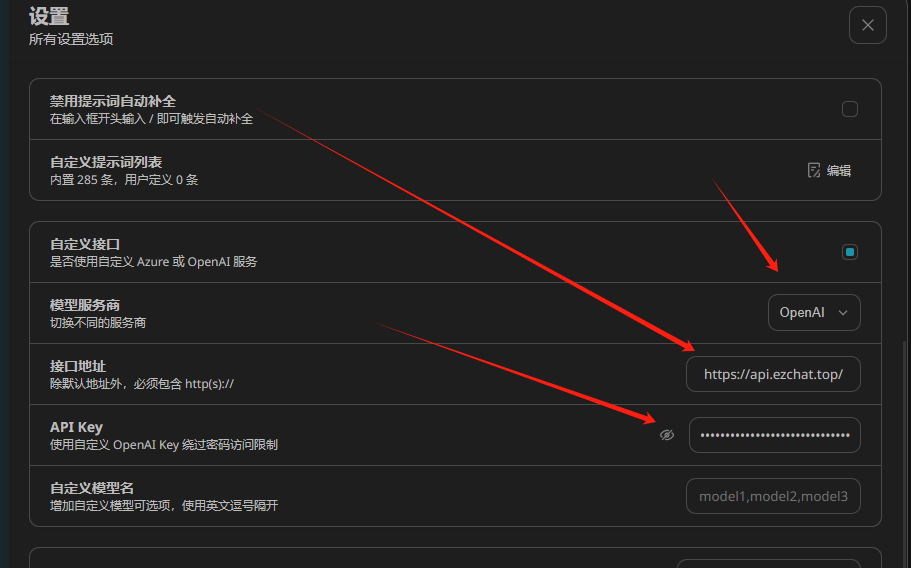 设置
所有设置选项
禁用提示词自动补全
在输入框开头输入 / 即可触发自动补全
自定义提示词列表
内置 285 条，用户定义 0 条
编辑
自定义接口
是否使用自定义 Azure 或 OpenAI 服务
模型服务商
切换不同的服务商
OpenAI
接口地址
除默认地址外，必须包含 http(s)://
https://api.ezchat.top/
API Key
使用自定义 OpenAI Key 绕过密码访问限制
••••••••••••••••••••••••••••••
自定义模型名
增加自定义模型可选项，使用英文逗号隔开
model1,model2,model3